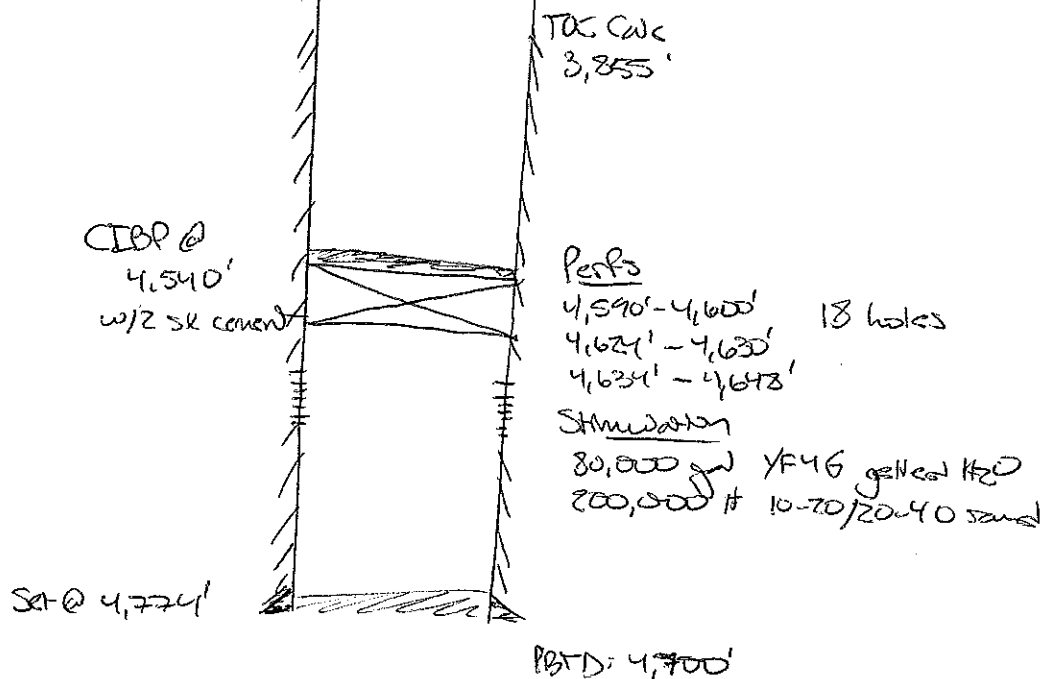 TOC Calc
3,855'
CIBP @
4,540'
w/2 sk cement
Perfs
4,590'-4,600' 18 holes
4,624' - 4,630'
4,634' - 4,648'
Stimulation
80,000 gal YF4G gelled H2O
200,000 # 10-20/20-40 sand
Set @ 4,774'
PBTD: 4,700'